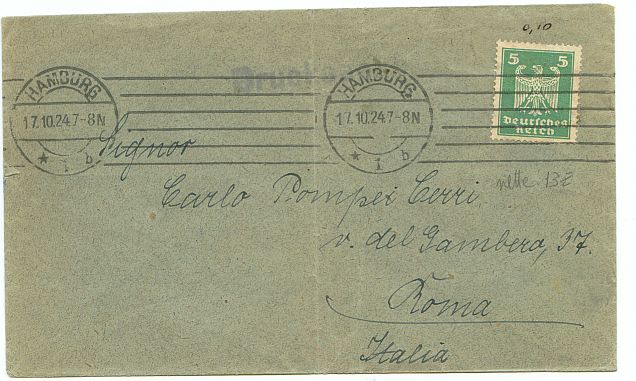 0,10
5 5
Deutsches
Reich
HAMBURG
17.10.24.7-8N
* 1 b
HAMBURG
17.10.24.7-8N
* 1 b
Signor
Carlo Pompei Cerri
v. del Gambero, 37.
Roma
Italia